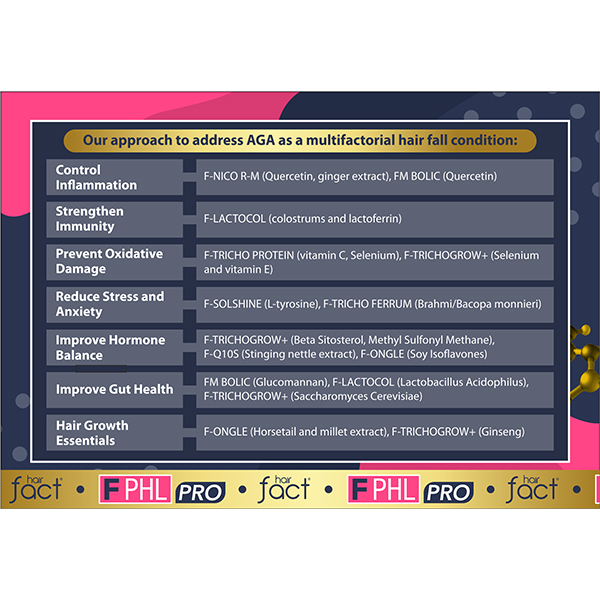 Our approach to address AGA as a multifactorial hair fall condition:
Control
Inflammation
F-NICO R-M (Quercetin, ginger extract), FM BOLIC (Quercetin)
Strengthen
Immunity
F-LACTOCOL (colostrums and lactoferrin)
Prevent Oxidative
Damage
F-TRICHO PROTEIN (vitamin C, Selenium), F-TRICHOGROW+ (Selenium
and vitamin E)
Reduce Stress and
Anxiety
F-SOLSHINE (L-tyrosine), F-TRICHO FERRUM (Brahmi/Bacopa monnieri)
Improve Hormone
Balance
F-TRICHOGROW+ (Beta Sitosterol, Methyl Sulfonyl Methane),
F-Q10S (Stinging nettle extract), F-ONGLE (Soy Isoflavones)
Improve Gut Health
FM BOLIC (Glucomannan), F-LACTOCOL (Lactobacillus Acidophilus),
F-TRICHOGROW+ (Saccharomyces Cerevisiae)
Hair Growth
Essentials
F-ONGLE (Horsetail and millet extract), F-TRICHOGROW+ (Ginseng)
hair fact® • F PHL PRO • hair fact® • F PHL PRO • hair fact® •